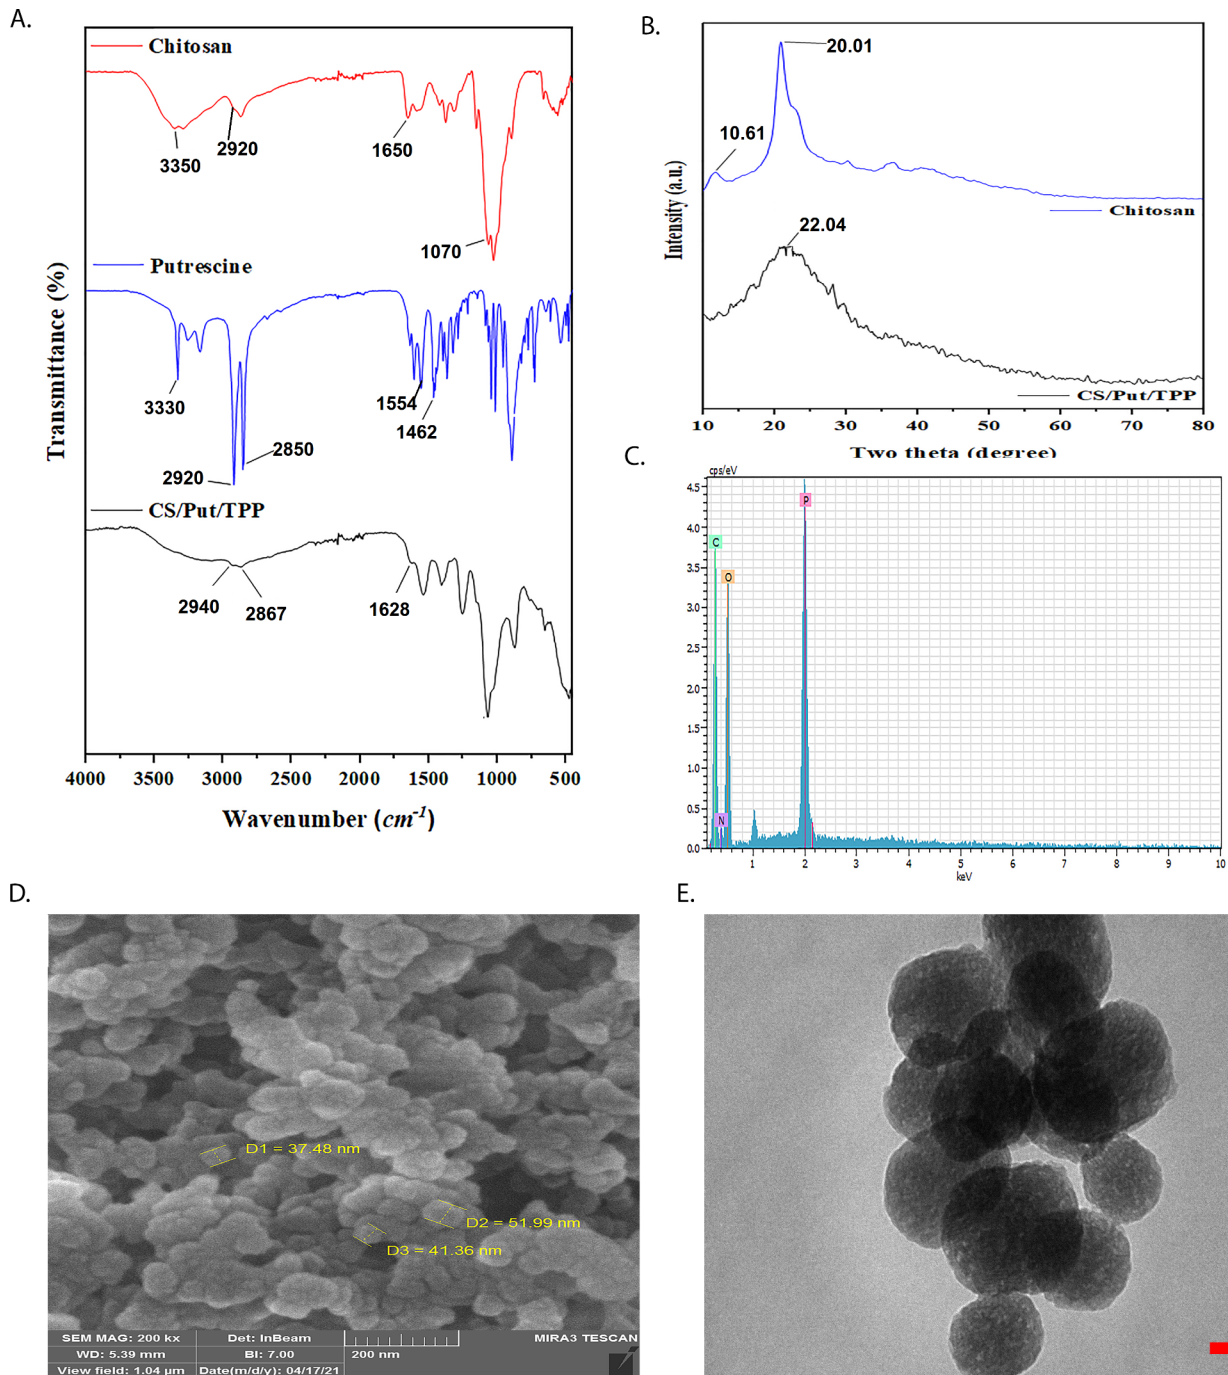 A.
Chitosan
3350
2920
1650
1070
Putrescine
3330
2920
2850
1554
1462
CS/Put/TPP
2940
2867
1628
Transmittance (%)
4000 3500 3000 2500 2000 1500 1000 500
Wavenumber (cm-1)
B.
20.01
10.61
Chitosan
22.04
CS/Put/TPP
Intensity (a.u.)
10 20 30 40 50 60 70 80
Two theta (degree)
C.
cps/eV
4.5
4.0
3.5
3.0
2.5
2.0
1.5
1.0
0.5
0.0
P
C
O
N
1 2 3 4 5 6 7 8 9 10
keV
D.
D1 = 37.48 nm
D2 = 51.99 nm
D3 = 41.36 nm
SEM MAG: 200 kx Det: InBeam MIRA3 TESCAN
WD: 5.39 mm BI: 7.00 200 nm
View field: 1.04 µm Date(m/d/y): 04/17/21
E.